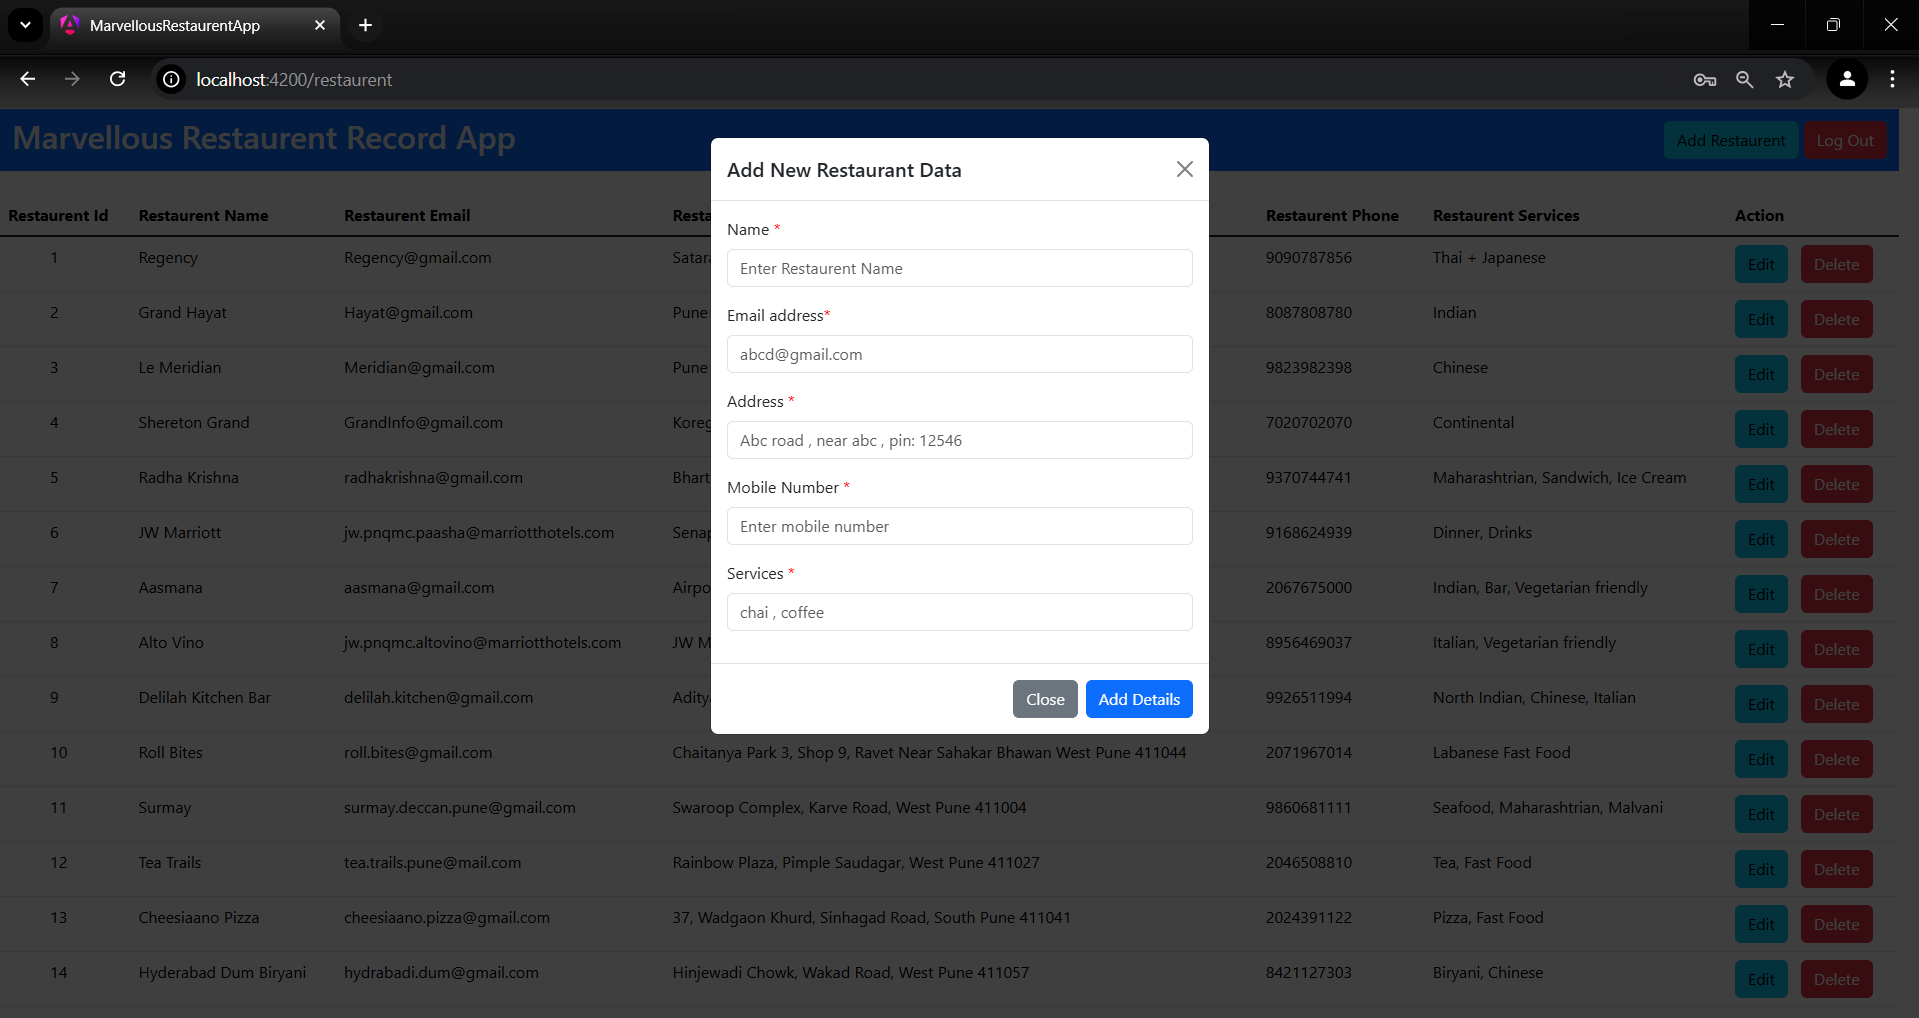 MarvellousRestaurentApp
localhost:4200/restaurent
Marvellous Restaurent Record App
Add Restaurent Log Out
Add New Restaurant Data
Name *
Enter Restaurent Name
Email address*
abcd@gmail.com
Address *
Abc road , near abc , pin: 12546
Mobile Number *
Enter mobile number
Services *
chai , coffee
Close Add Details
Restaurent Id Restaurent Name Restaurent Email Restaurent Phone Restaurent Services Action
1 Regency Regency@gmail.com 9090787856 Thai + Japanese Edit Delete
2 Grand Hayat Hayat@gmail.com Pune 8087808780 Indian Edit Delete
3 Le Meridian Meridian@gmail.com Pune 9823982398 Chinese Edit Delete
4 Shereton Grand GrandInfo@gmail.com 7020702070 Continental Edit Delete
5 Radha Krishna radhakrishna@gmail.com 9370744741 Maharashtrian, Sandwich, Ice Cream Edit Delete
6 JW Marriott jw.pnqmc.paasha@marriotthotels.com 9168624939 Dinner, Drinks Edit Delete
7 Aasmana aasmana@gmail.com 2067675000 Indian, Bar, Vegetarian friendly Edit Delete
8 Alto Vino jw.pnqmc.altovino@marriotthotels.com JW 8956469037 Italian, Vegetarian friendly Edit Delete
9 Delilah Kitchen Bar delilah.kitchen@gmail.com 9926511994 North Indian, Chinese, Italian Edit Delete
10 Roll Bites roll.bites@gmail.com Chaitanya Park 3, Shop 9, Ravet Near Sahakar Bhawan West Pune 411044 2071967014 Labanese Fast Food Edit Delete
11 Surmay surmay.deccan.pune@gmail.com Swaroop Complex, Karve Road, West Pune 411004 9860681111 Seafood, Maharashtrian, Malvani Edit Delete
12 Tea Trails tea.trails.pune@mail.com Rainbow Plaza, Pimple Saudagar, West Pune 411027 2046508810 Tea, Fast Food Edit Delete
13 Cheesiaano Pizza cheesiaano.pizza@gmail.com 37, Wadgaon Khurd, Sinhagad Road, South Pune 411041 2024391122 Pizza, Fast Food Edit Delete
14 Hyderabad Dum Biryani hydrabadi.dum@gmail.com Hinjewadi Chowk, Wakad Road, West Pune 411057 8421127303 Biryani, Chinese Edit Delete